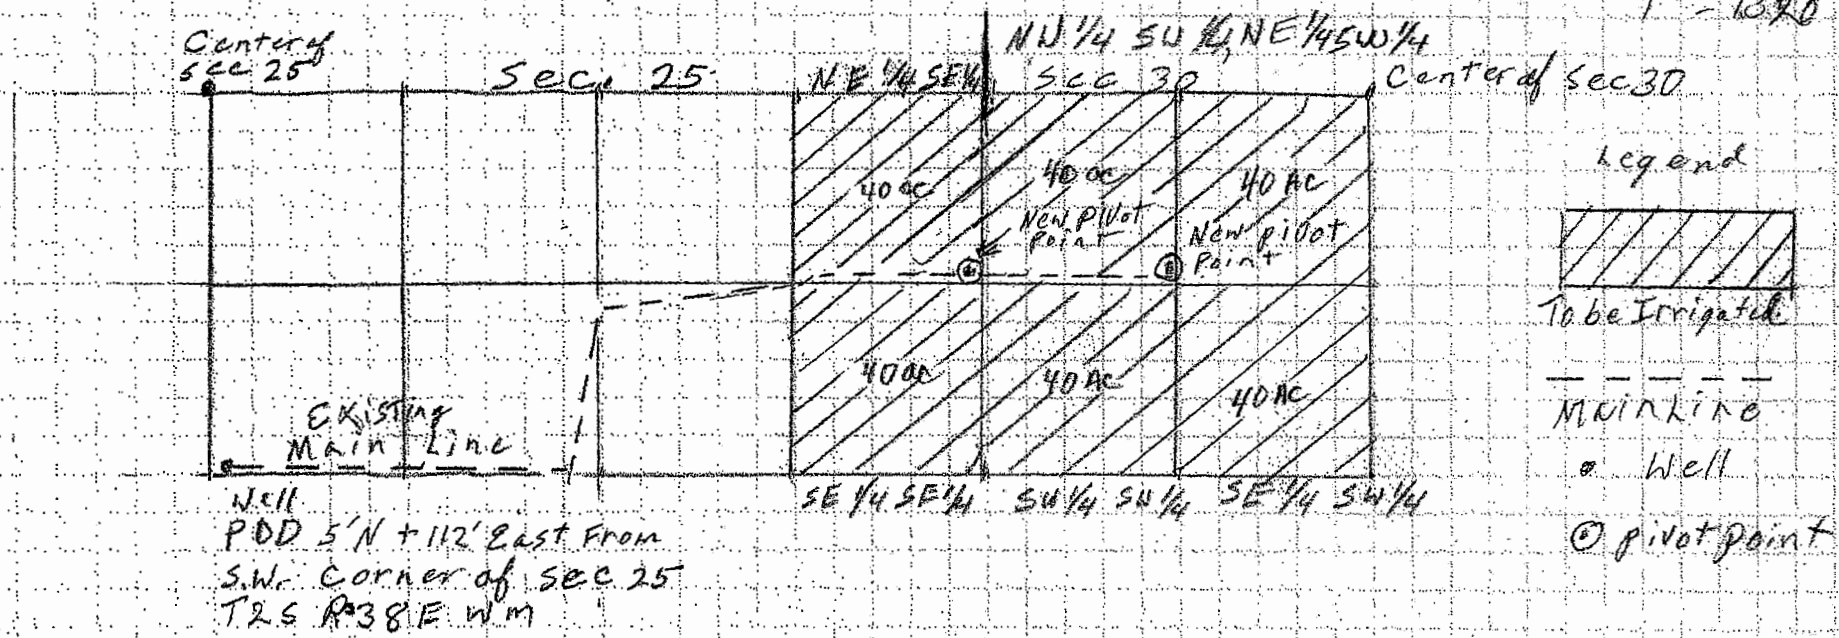 1" = 1320
Center of
Sec 25
Sec. 25
NE 1/4 SE 1/4
NW 1/4 SW 1/4, NE 1/4 SW 1/4
Sec 30
Center of Sec 30
40 ac
40 ac
40 Ac
New Pivot
Point
New pivot
Point
40 ac
40 Ac
40 Ac
Existing
Main Line
SE 1/4 SE 1/4
SW 1/4 SW 1/4
SE 1/4 SW 1/4
Well
POD 5'N + 112' East From
S.W. Corner of Sec 25
T2S R38E WM
Legend
To be Irrigated
MainLine
Well
pivot point